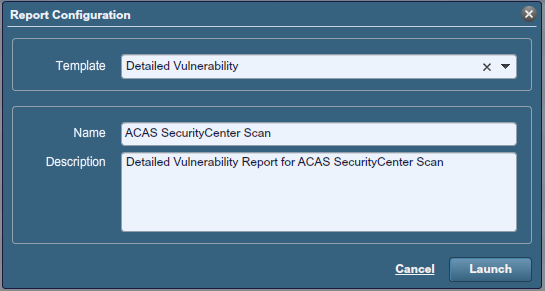 Report Configuration
Template Detailed Vulnerability
Name ACAS SecurityCenter Scan
Description Detailed Vulnerability Report for ACAS SecurityCenter Scan
Cancel Launch